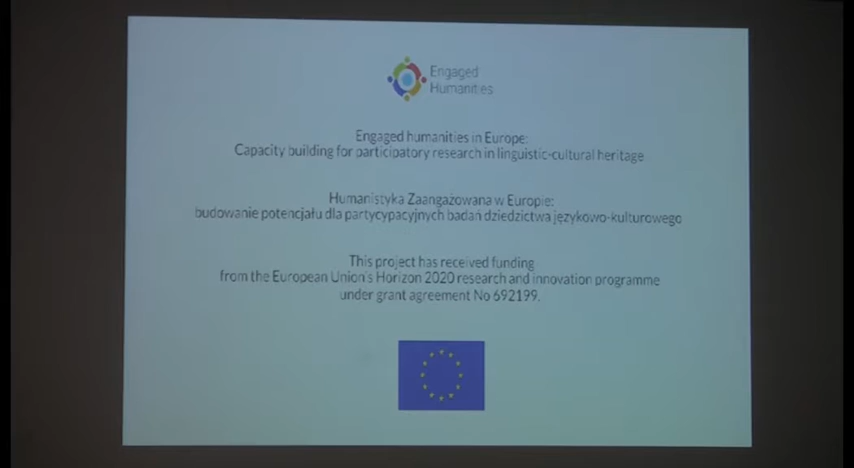 Engaged
Humanities
Engaged humanities in Europe:
Capacity building for participatory research in linguistic-cultural heritage
Humanistyka Zaangażowana w Europie:
budowanie potencjału dla partycypacyjnych badań dziedzictwa językowo-kulturowego
This project has received funding
from the European Union's Horizon 2020 research and innovation programme
under grant agreement No 692199.